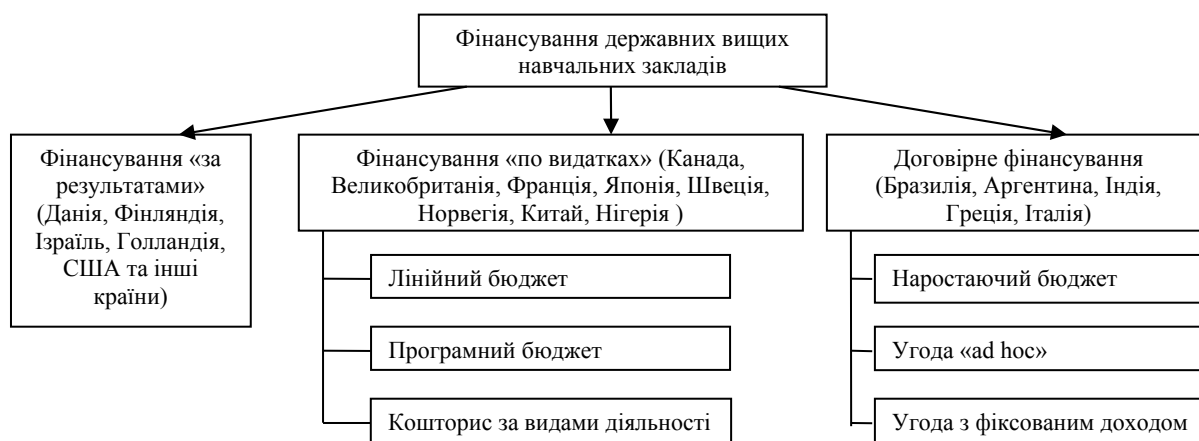 Фінансування державних вищих
навчальних закладів
Фінансування «за
результатами»
(Данія, Фінляндія,
Ізраїль, Голландія,
США та інші
країни)
Фінансування «по видатках» (Канада,
Великобританія, Франція, Японія, Швеція,
Норвегія, Китай, Нігерія )
Лінійний бюджет
Програмний бюджет
Кошторис за видами діяльності
Договірне фінансування
(Бразилія, Аргентина, Індія,
Греція, Італія)
Наростаючий бюджет
Угода «ad hoc»
Угода з фіксованим доходом